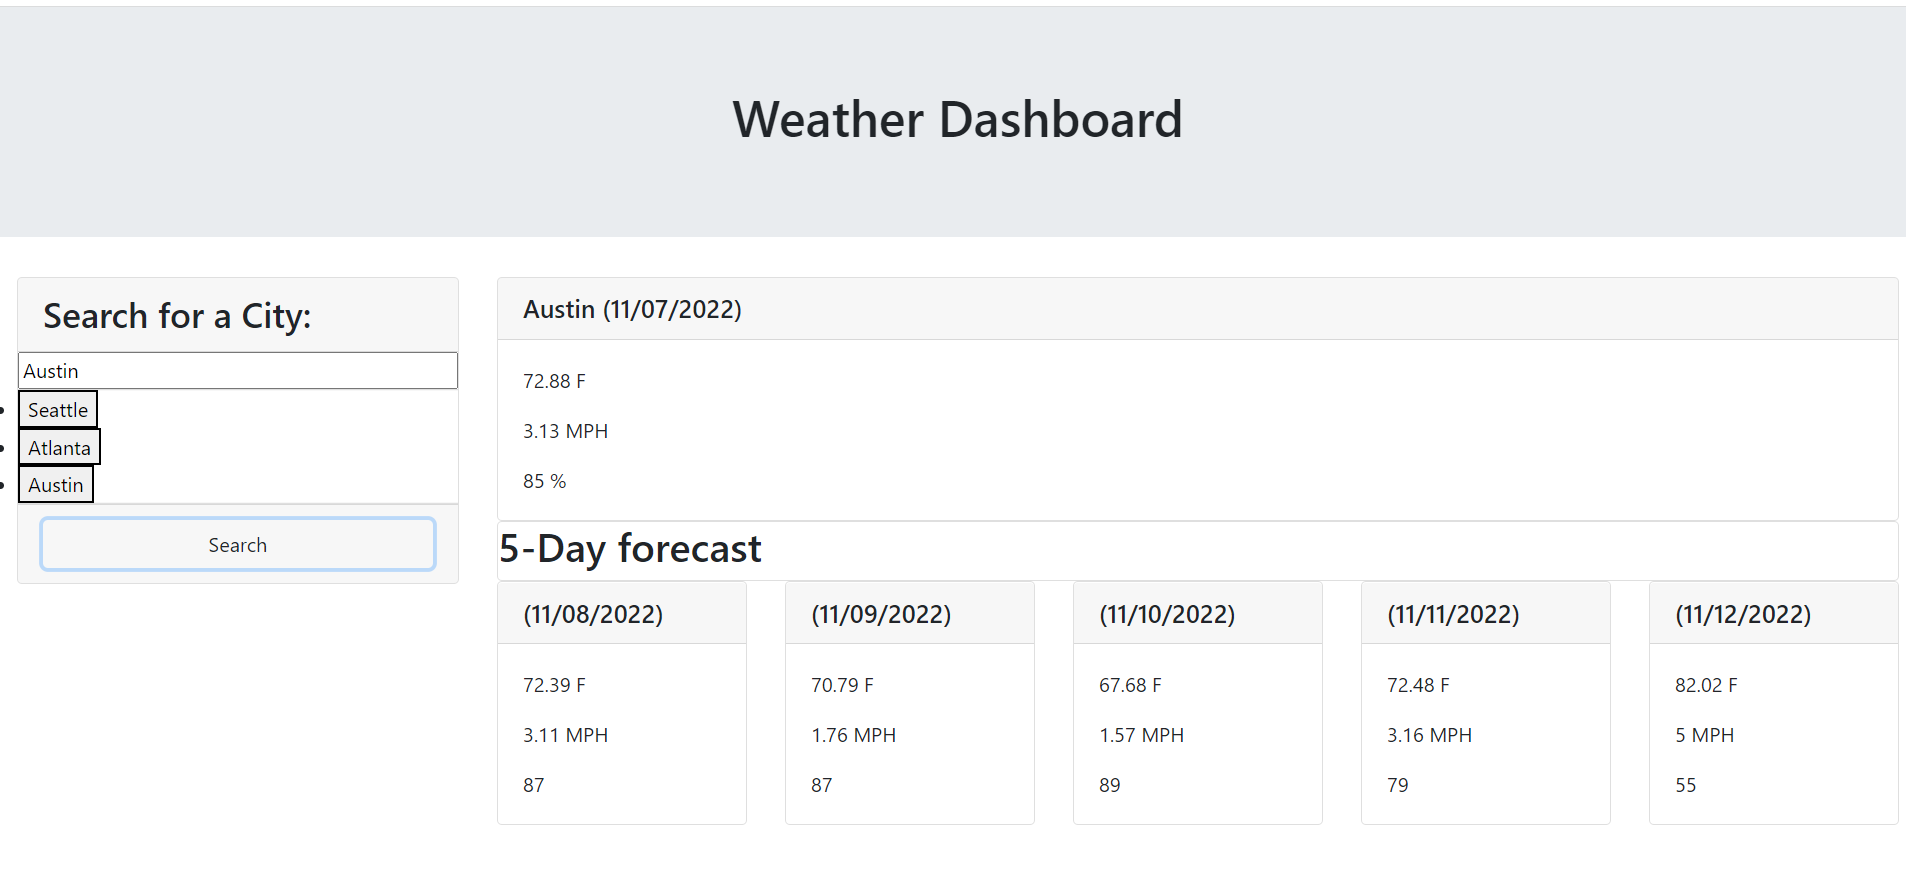 Weather Dashboard
Search for a City:
Austin
Seattle
Atlanta
Austin
Search
Austin (11/07/2022)
72.88 F
3.13 MPH
85 %
5-Day forecast
(11/08/2022)
72.39 F
3.11 MPH
87
(11/09/2022)
70.79 F
1.76 MPH
87
(11/10/2022)
67.68 F
1.57 MPH
89
(11/11/2022)
72.48 F
3.16 MPH
79
(11/12/2022)
82.02 F
5 MPH
55